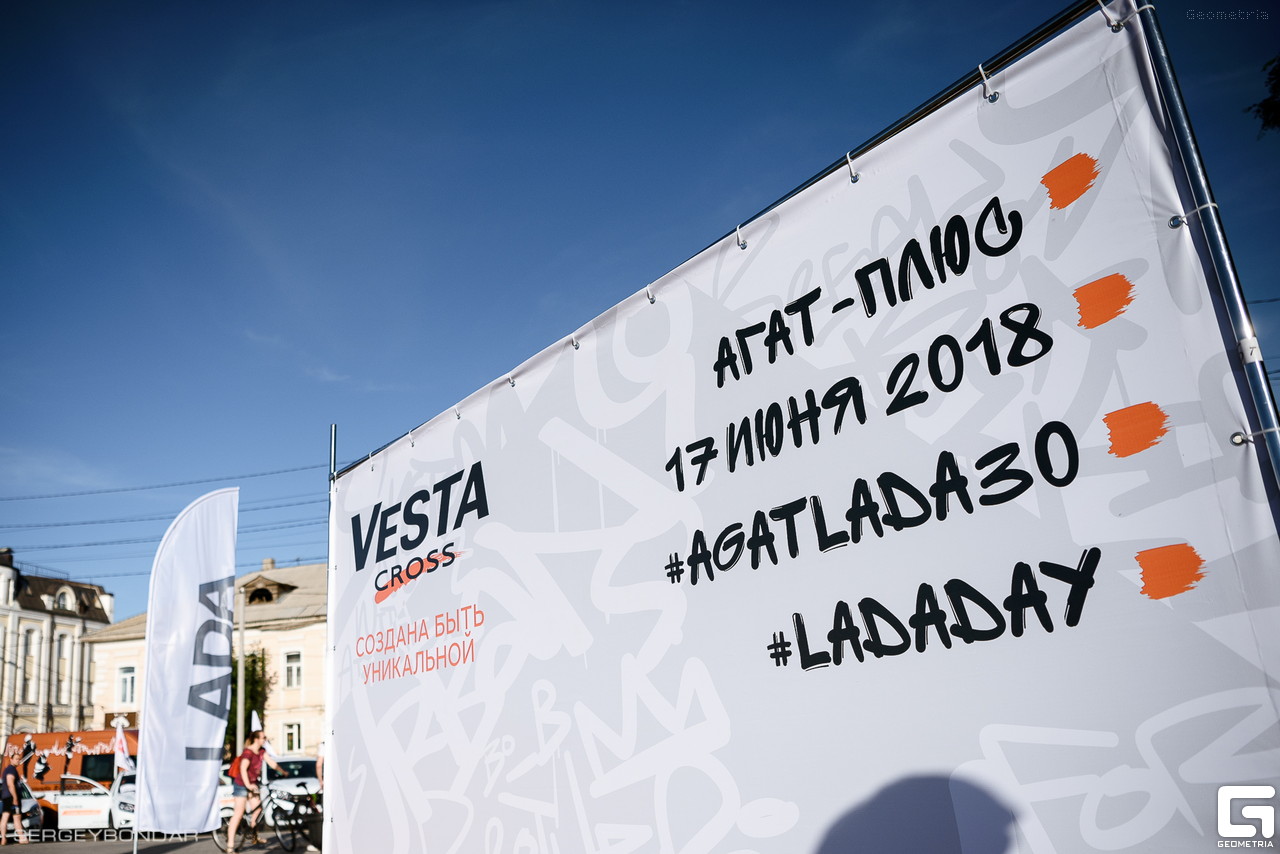 Geometria
АГАТ-ПЛЮС
17 ИЮНЯ 2018
#AGATLADA30
#LADADAY
VESTA
CROSS
СОЗДАНА БЫТЬ
УНИКАЛЬНОЙ
LADA
SERGEYBONDAR
GEOMETRIA